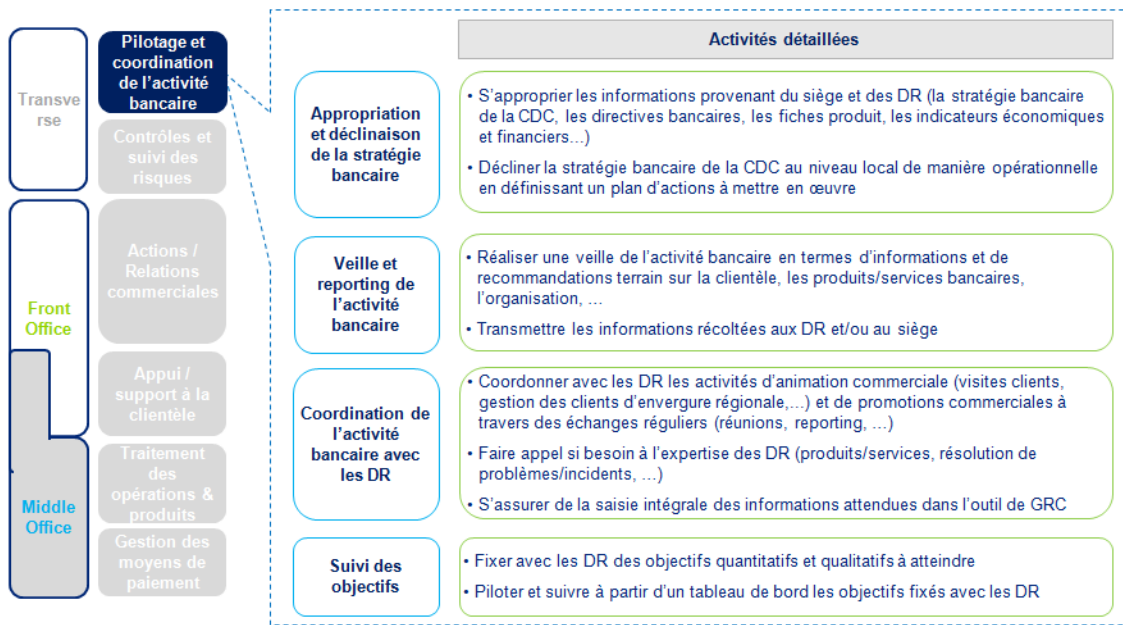 Transve
rse
Front
Office
Middle
Office
Pilotage et
coordination
de l'activité
bancaire
Contrôles et
suivi des
risques
Actions /
Relations
commerciales
Appui /
support à la
clientèle
Traitement
des
opérations &
produits
Gestion des
moyens de
paiement
Activités détaillées
Appropriation
et déclinaison
de la stratégie
bancaire
• S'approprier les informations provenant du siège et des DR (la stratégie bancaire
de la CDC, les directives bancaires, les fiches produit, les indicateurs économiques
et financiers…)
• Décliner la stratégie bancaire de la CDC au niveau local de manière opérationnelle
en définissant un plan d'actions à mettre en œuvre
Veille et
reporting de
l'activité
bancaire
• Réaliser une veille de l'activité bancaire en termes d'informations et de
recommandations terrain sur la clientèle, les produits/services bancaires,
l'organisation, …
• Transmettre les informations récoltées aux DR et/ou au siège
Coordination de
l'activité
bancaire avec
les DR
• Coordonner avec les DR les activités d'animation commerciale (visites clients,
gestion des clients d'envergure régionale,…) et de promotions commerciales à
travers des échanges réguliers (réunions, reporting, …)
• Faire appel si besoin à l'expertise des DR (produits/services, résolution de
problèmes/incidents, …)
• S'assurer de la saisie intégrale des informations attendues dans l'outil de GRC
Suivi des
objectifs
• Fixer avec les DR des objectifs quantitatifs et qualitatifs à atteindre
• Piloter et suivre à partir d'un tableau de bord les objectifs fixés avec les DR